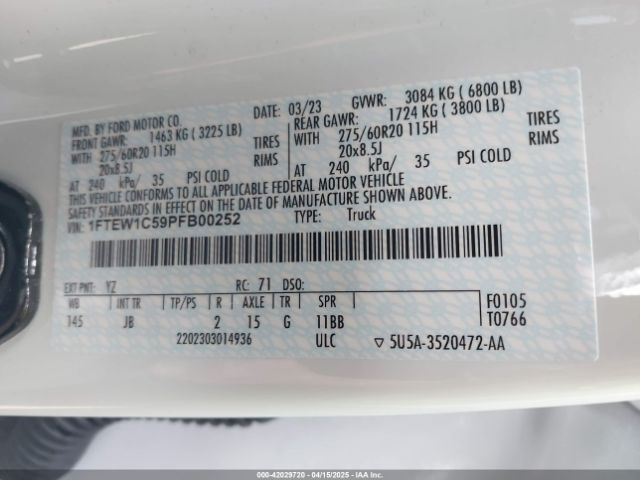 MFD. BY FORD MOTOR CO.
DATE: 03/23 GVWR: 3084 KG ( 6800 LB)
FRONT GAWR: 1463 KG ( 3225 LB) REAR GAWR: 1724 KG ( 3800 LB)
WITH 275/60R20 115H TIRES WITH 275/60R20 115H TIRES
20x8.5J RIMS 20x8.5J RIMS
AT 240 kPa/ 35 PSI COLD AT 240 kPa/ 35 PSI COLD
THIS VEHICLE CONFORMS TO ALL APPLICABLE FEDERAL MOTOR VEHICLE
SAFETY STANDARDS IN EFFECT ON THE DATE OF MANUFACTURE SHOWN ABOVE.
VIN: 1FTEW1C59PFB00252 TYPE: Truck
EXT PNT: YZ RC: 71 DSO:
WB INT TR TP/PS R AXLE TR SPR F0105
145 JB 2 15 G 11BB T0766
2202303014936 ULC ▽ 5U5A-3520472-AA
000-42029720 04/15/2025 Copyright IAA, LLC